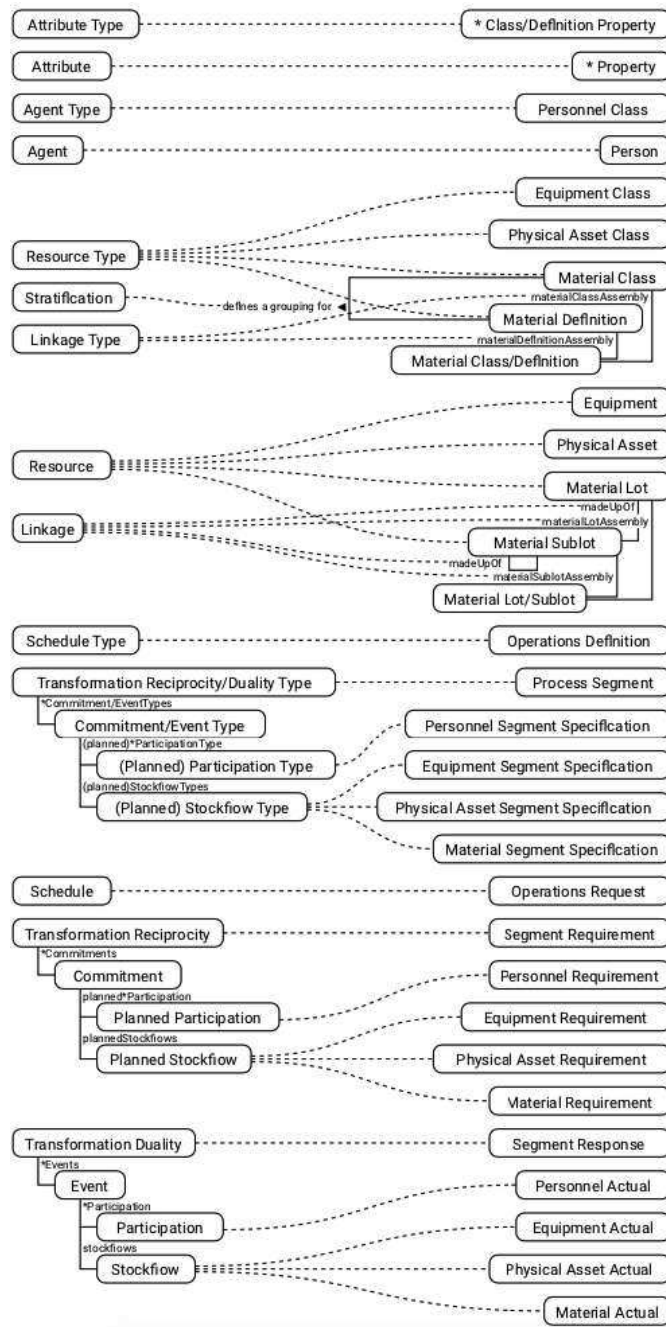 Attribute Type
* Class/Definition Property
Attribute
* Property
Agent Type
Personnel Class
Agent
Person
Equipment Class
Physical Asset Class
Resource Type
Material Class
Stratification
defines a grouping for
materialClassAssembly
Material Definition
Linkage Type
materialDefinitionAssembly
Material Class/Definition
Equipment
Physical Asset
Resource
Material Lot
madeUpOf
Linkage
materialLotAssembly
Material Sublot
madeUpOf
materialSublotAssembly
Material Lot/Sublot
Schedule Type
Operations Definition
Transformation Reciprocity/Duality Type
Process Segment
*Commitment/EventTypes
Commitment/Event Type
Personnel Segment Specification
(planned)*ParticipationType
(Planned) Participation Type
Equipment Segment Specification
(planned)StockflowTypes
(Planned) Stockflow Type
Physical Asset Segment Specification
Material Segment Specification
Schedule
Operations Request
Transformation Reciprocity
Segment Requirement
*Commitments
Commitment
Personnel Requirement
planned*Participation
Planned Participation
Equipment Requirement
plannedStockflows
Planned Stockflow
Physical Asset Requirement
Material Requirement
Transformation Duality
Segment Response
*Events
Event
Personnel Actual
*Participation
Participation
Equipment Actual
stockflows
Stockflow
Physical Asset Actual
Material Actual